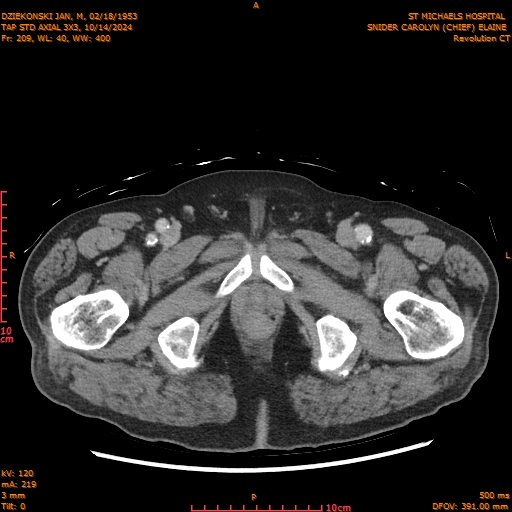 A
DZIEKONSKI JAN, M, 02/18/1953
TAP STD AXIAL 3X3, 10/14/2024
Fr: 209, WL: 40, WW: 400
ST MICHAELS HOSPITAL
SNIDER CAROLYN (CHIEF) ELAINE
Revolution CT
R
L
10
cm
kV: 120
mA: 219
3 mm
Tilt: 0
P
10cm
500 ms
DFOV: 391.00 mm